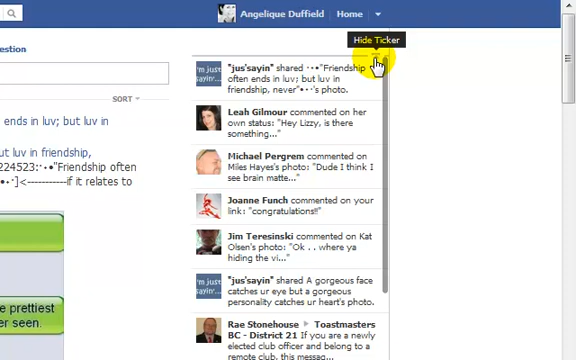 Angelique Duffield Home
Hide Ticker
estion
SORT
ends in luv; but luv in
ut luv in friendship,
224523:·•●"Friendship often
•●·']<-----------if it relates to
e prettiest
er seen.
"jus'sayin" shared ·•●"Friendship
often ends in luv; but luv in
friendship, never"●•·'s photo.
Leah Gilmour commented on her
own status: "Hey Lizzy, is there
something..."
Michael Pergrem commented on
Miles Hayes's photo: "Dude I think I
see brain matte..."
Joanne Funch commented on your
link: "congratulations!!"
Jim Teresinski commented on Kat
Olsen's photo: "Ok . . where ya
hiding the vi..."
"jus'sayin" shared A gorgeous face
catches ur eye but a gorgeous
personality catches ur heart's photo.
Rae Stonehouse ▸ Toastmasters
BC - District 21 If you are a newly
elected club officer and belong to a
remote club, this messag...
I'm just
sayin'...
I'm just
sayin'...